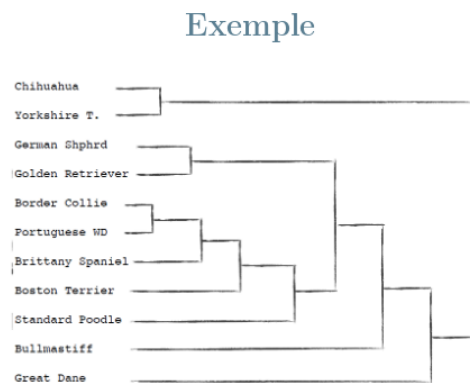 Exemple
Chihuahua
Yorkshire T.
German Shphrd
Golden Retriever
Border Collie
Portuguese WD
Brittany Spaniel
Boston Terrier
Standard Poodle
Bullmastiff
Great Dane